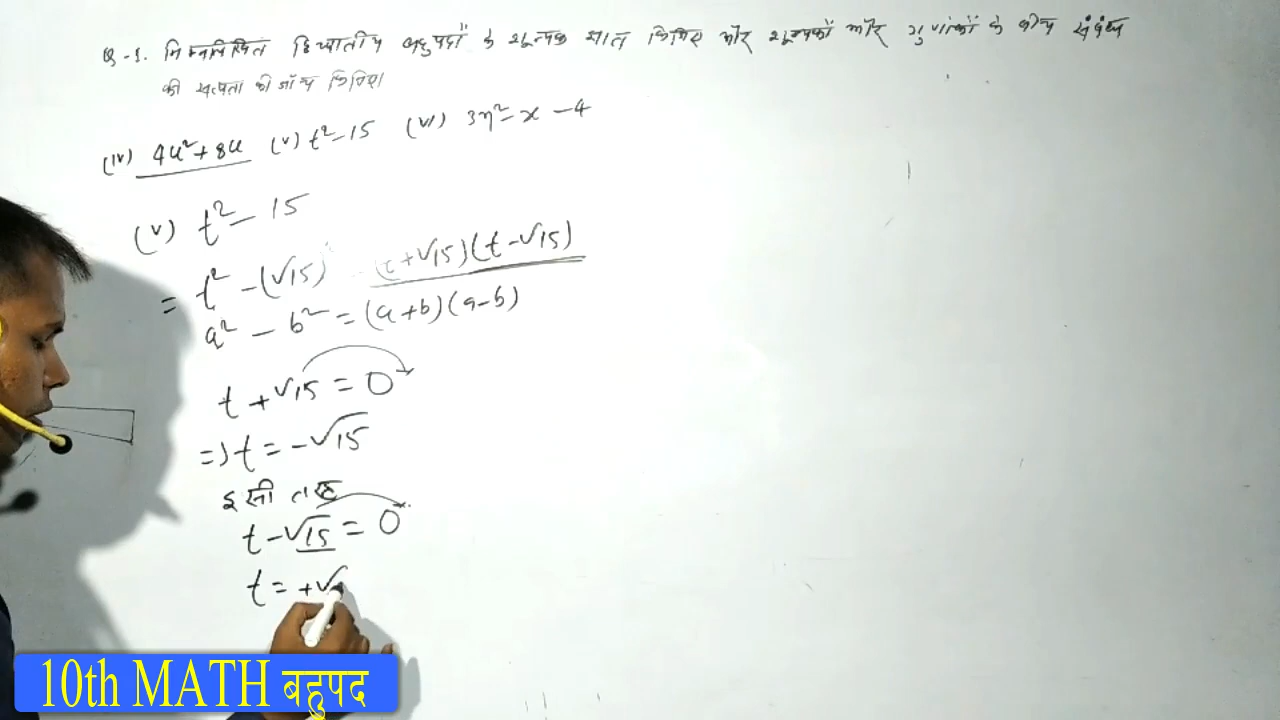 Q-1. निम्नलिखित द्विघातीय बहुपदों के शून्यक ज्ञात कीजिए और शून्यकों और गुणांकों के बीच संबंध
की सत्यता की जाँच कीजिए।
(iv) 4u² + 8u (v) t² - 15 (vi) 3x² - x - 4
(v) t² - 15
= t² - (√15) (t + √15)(t - √15)
a² - b² = (a + b)(a - b)
t + √15 = 0
=) t = -√15
इसी तरह
t - √15 = 0
t = +√
10th MATH बहुपद